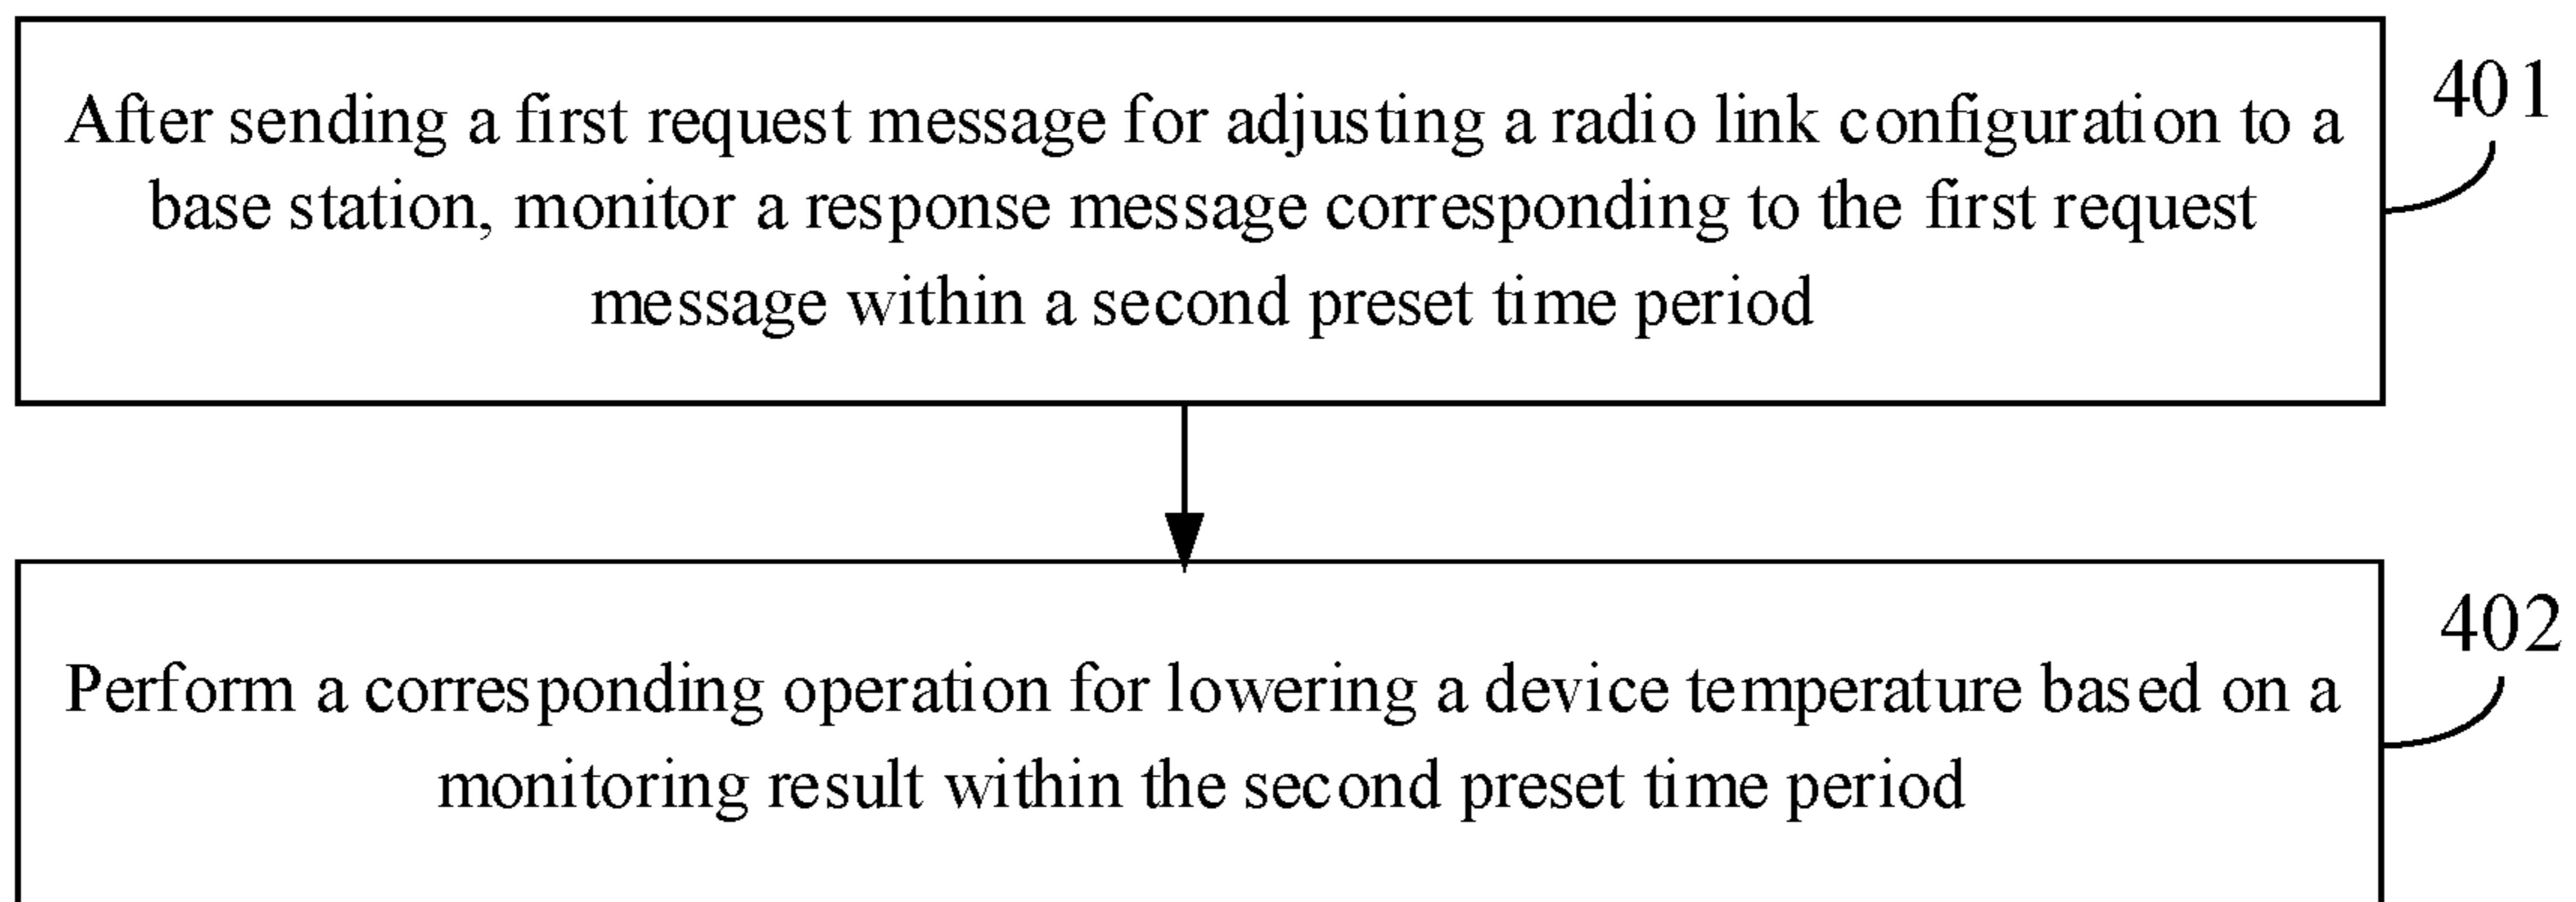 After sending a first request message for adjusting a radio link configuration to a
base station, monitor a response message corresponding to the first request
message within a second preset time period
401
Perform a corresponding operation for lowering a device temperature based on a
monitoring result within the second preset time period
402